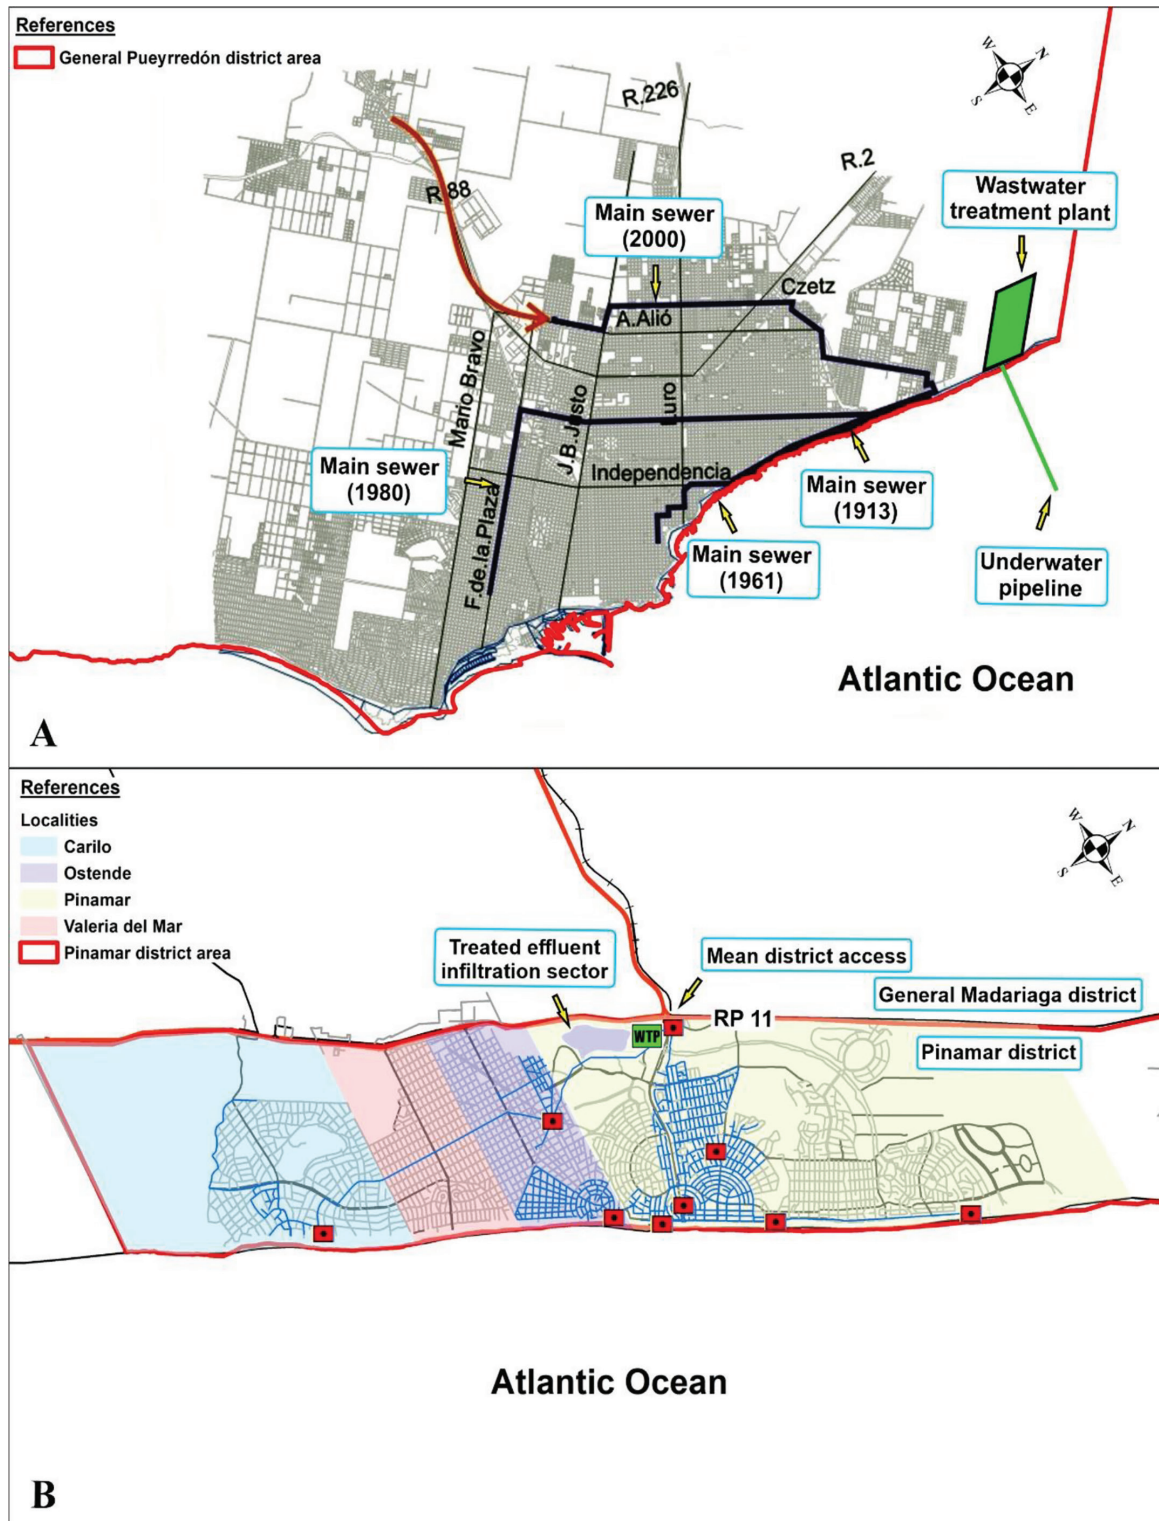 References
General Pueyrredón district area
W
N
S
E
R.226
R.2
R.88
Wastwater
treatment plant
Main sewer
(2000)
Czetz
A.Alió
Mario Bravo
J.B.Justo
Luro
Main sewer
(1980)
Independencia
Main sewer
(1913)
F.de.la.Plaza
Main sewer
(1961)
Underwater
pipeline
Atlantic Ocean
A
References
Localities
Carilo
Ostende
Pinamar
Valeria del Mar
Pinamar district area
W
N
S
E
Treated effluent
infiltration sector
Mean district access
General Madariaga district
RP 11
WTP
Pinamar district
Atlantic Ocean
B